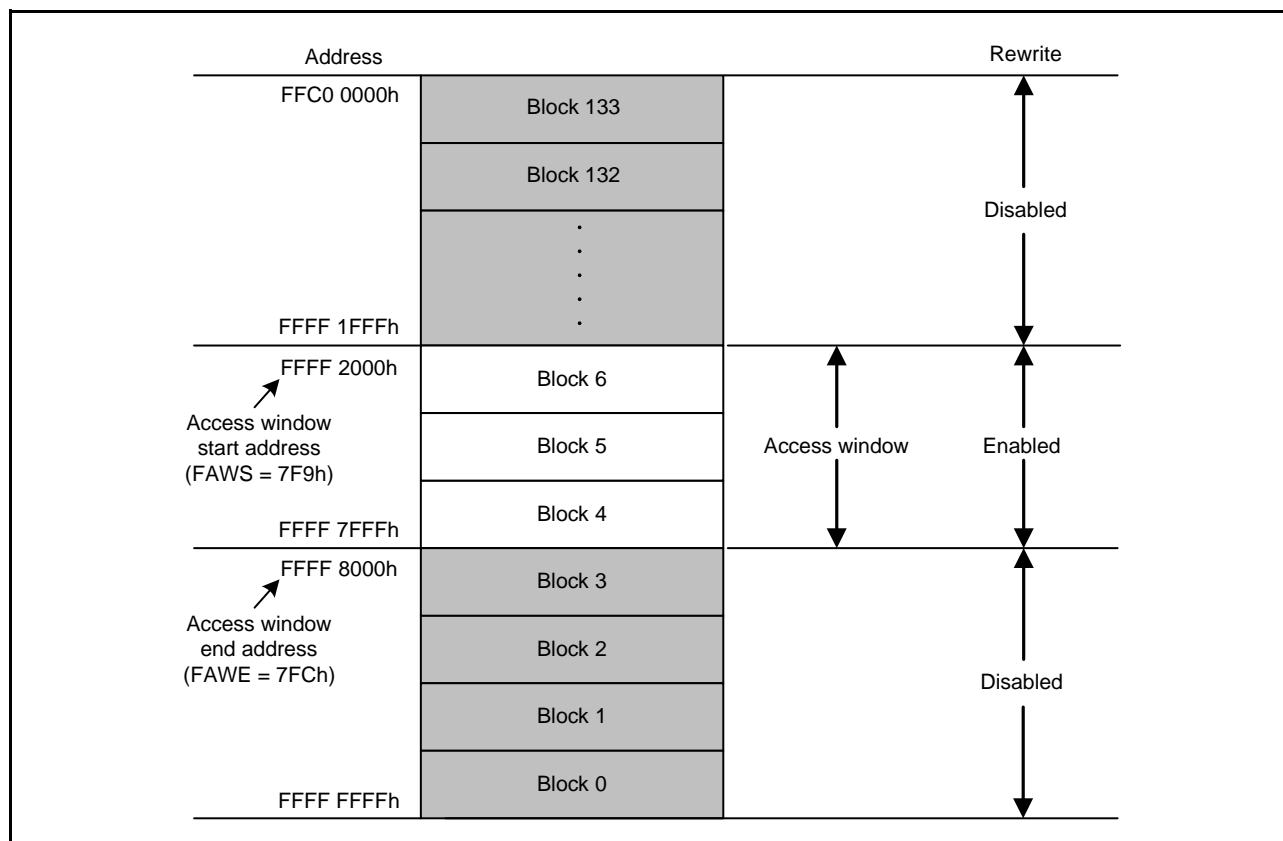 Address
Rewrite
FFC0 0000h
Block 133
Block 132
Disabled
FFFF 1FFFh
FFFF 2000h
Block 6
Access window
start address
(FAWS = 7F9h)
Block 5
Access window
Enabled
Block 4
FFFF 7FFFh
FFFF 8000h
Block 3
Access window
end address
(FAWE = 7FCh)
Block 2
Disabled
Block 1
Block 0
FFFF FFFFh